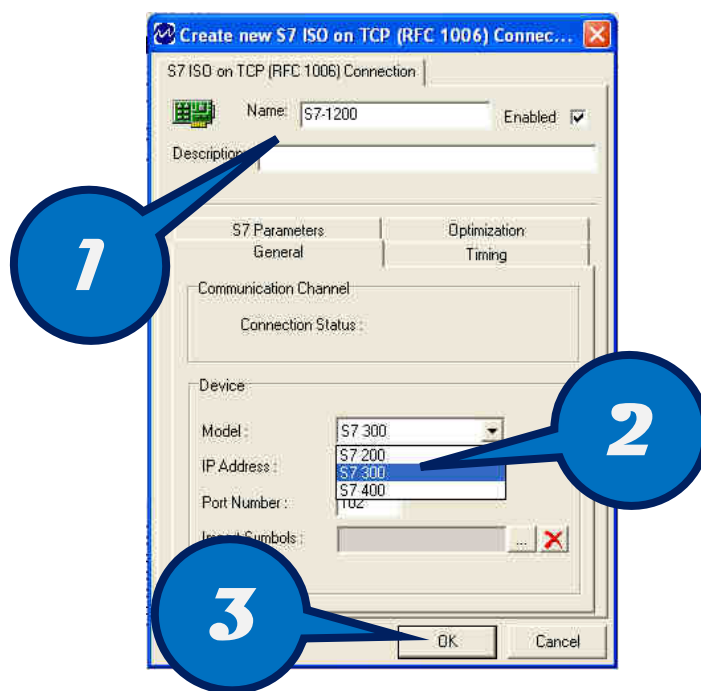 Create new S7 ISO on TCP (RFC 1006) Connec...
S7 ISO on TCP (RFC 1006) Connection
Name: S7-1200 Enabled
Description:
1
S7 Parameters Optimization
General Timing
Communication Channel
Connection Status :
Device
Model : S7 300
2
S7 200
IP Address : S7 300
S7 400
Port Number : 102
Symbols : ...
3
OK Cancel